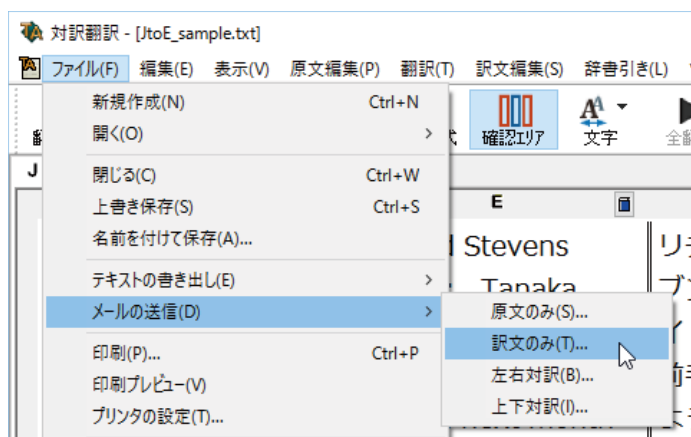 対訳翻訳 - [JtoE_sample.txt]
ファイル(F) 編集(E) 表示(V) 原文編集(P) 翻訳(T) 訳文編集(S) 辞書引き(L)
新規作成(N) Ctrl+N
開く(O)
確認エリア 文字
閉じる(C) Ctrl+W
J
上書き保存(S) Ctrl+S
E
名前を付けて保存(A)...
Stevens
テキストの書き出し(E)
Tanaka
メールの送信(D)
原文のみ(S)...
訳文のみ(T)...
印刷(P)... Ctrl+P
左右対訳(B)...
印刷プレビュー(V)
上下対訳(I)...
プリンタの設定(T)...